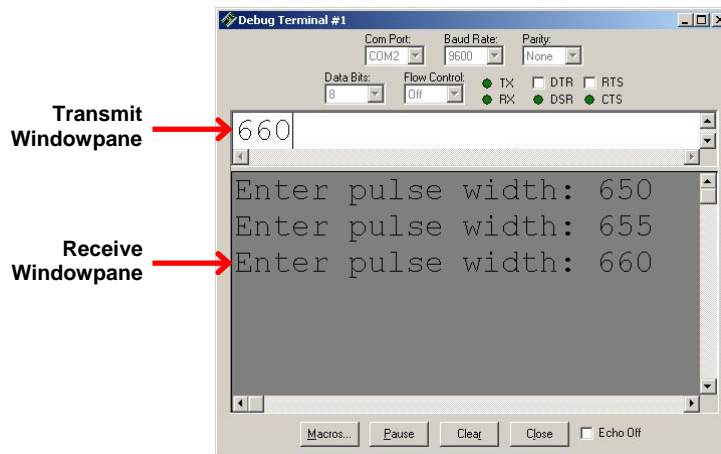 Debug Terminal #1
Com Port: Baud Rate: Parity:
COM2 9600 None
Data Bits: Flow Control: TX DTR RTS
8 Off RX DSR CTS
Transmit
Windowpane
660
Enter pulse width: 650
Enter pulse width: 655
Enter pulse width: 660
Receive
Windowpane
Macros... Pause Clear Close Echo Off